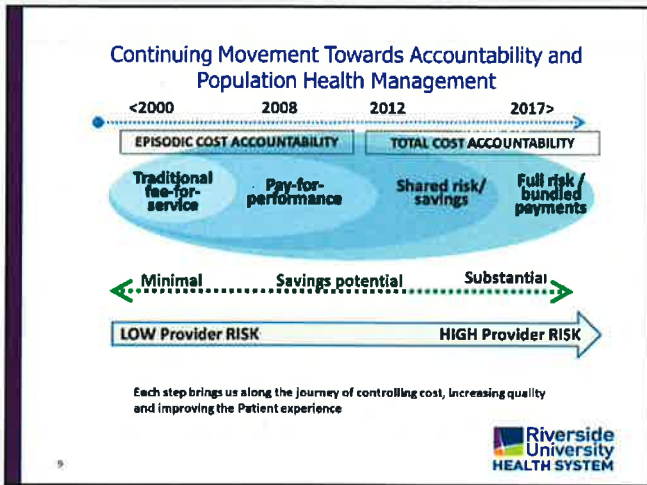 Continuing Movement Towards Accountability and
Population Health Management
<2000 2008 2012 2017>
EPISODIC COST ACCOUNTABILITY TOTAL COST ACCOUNTABILITY
Traditional
fee-for-
service
Pay-for-
performance
Shared risk/
savings
Full risk /
bundled
payments
Minimal Savings potential Substantial
LOW Provider RISK HIGH Provider RISK
Each step brings us along the journey of controlling cost, increasing quality
and improving the Patient experience
9
Riverside
University
HEALTH SYSTEM